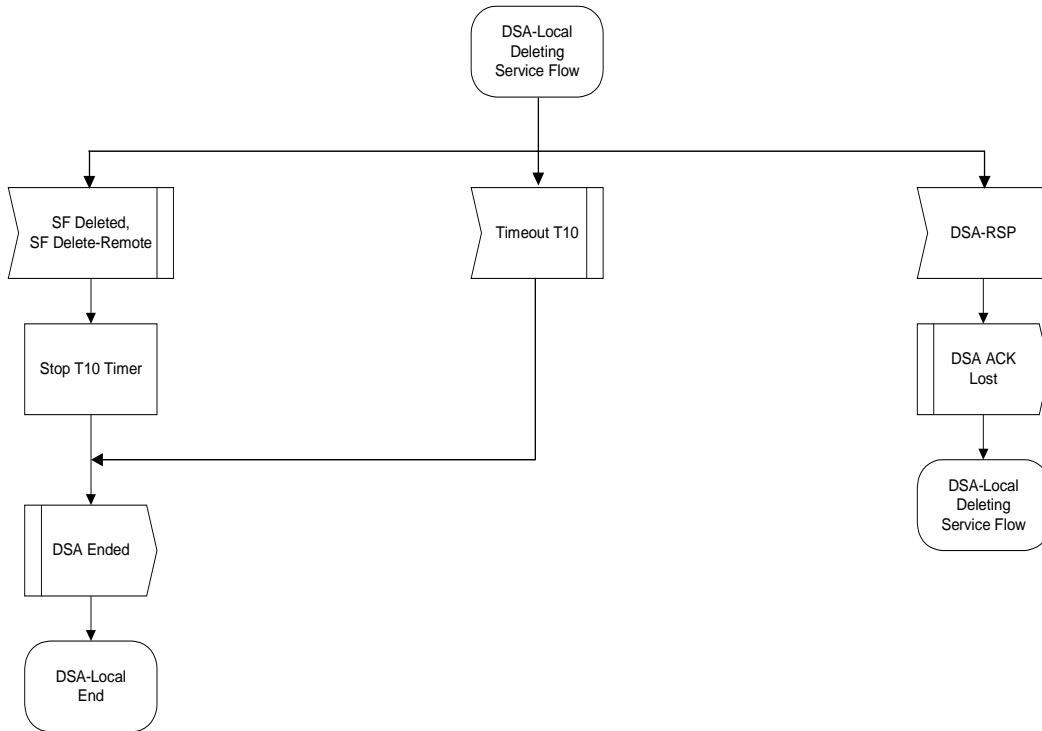 DSA-Local
Deleting
Service Flow
SF Deleted,
SF Delete-Remote
Timeout T10
DSA-RSP
Stop T10 Timer
DSA ACK
Lost
DSA-Local
Deleting
Service Flow
DSA Ended
DSA-Local
End